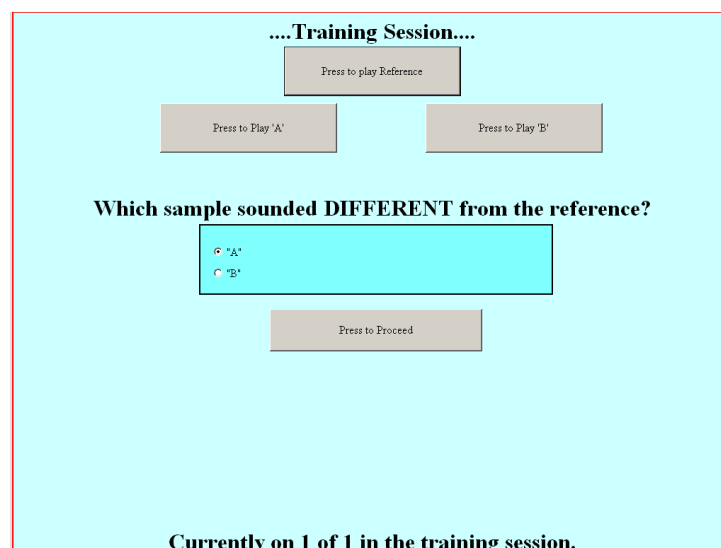 ....Training Session....
Press to play Reference
Press to Play 'A'
Press to Play 'B'
Which sample sounded DIFFERENT from the reference?
"A"
"B"
Press to Proceed
Currently on 1 of 1 in the training session.